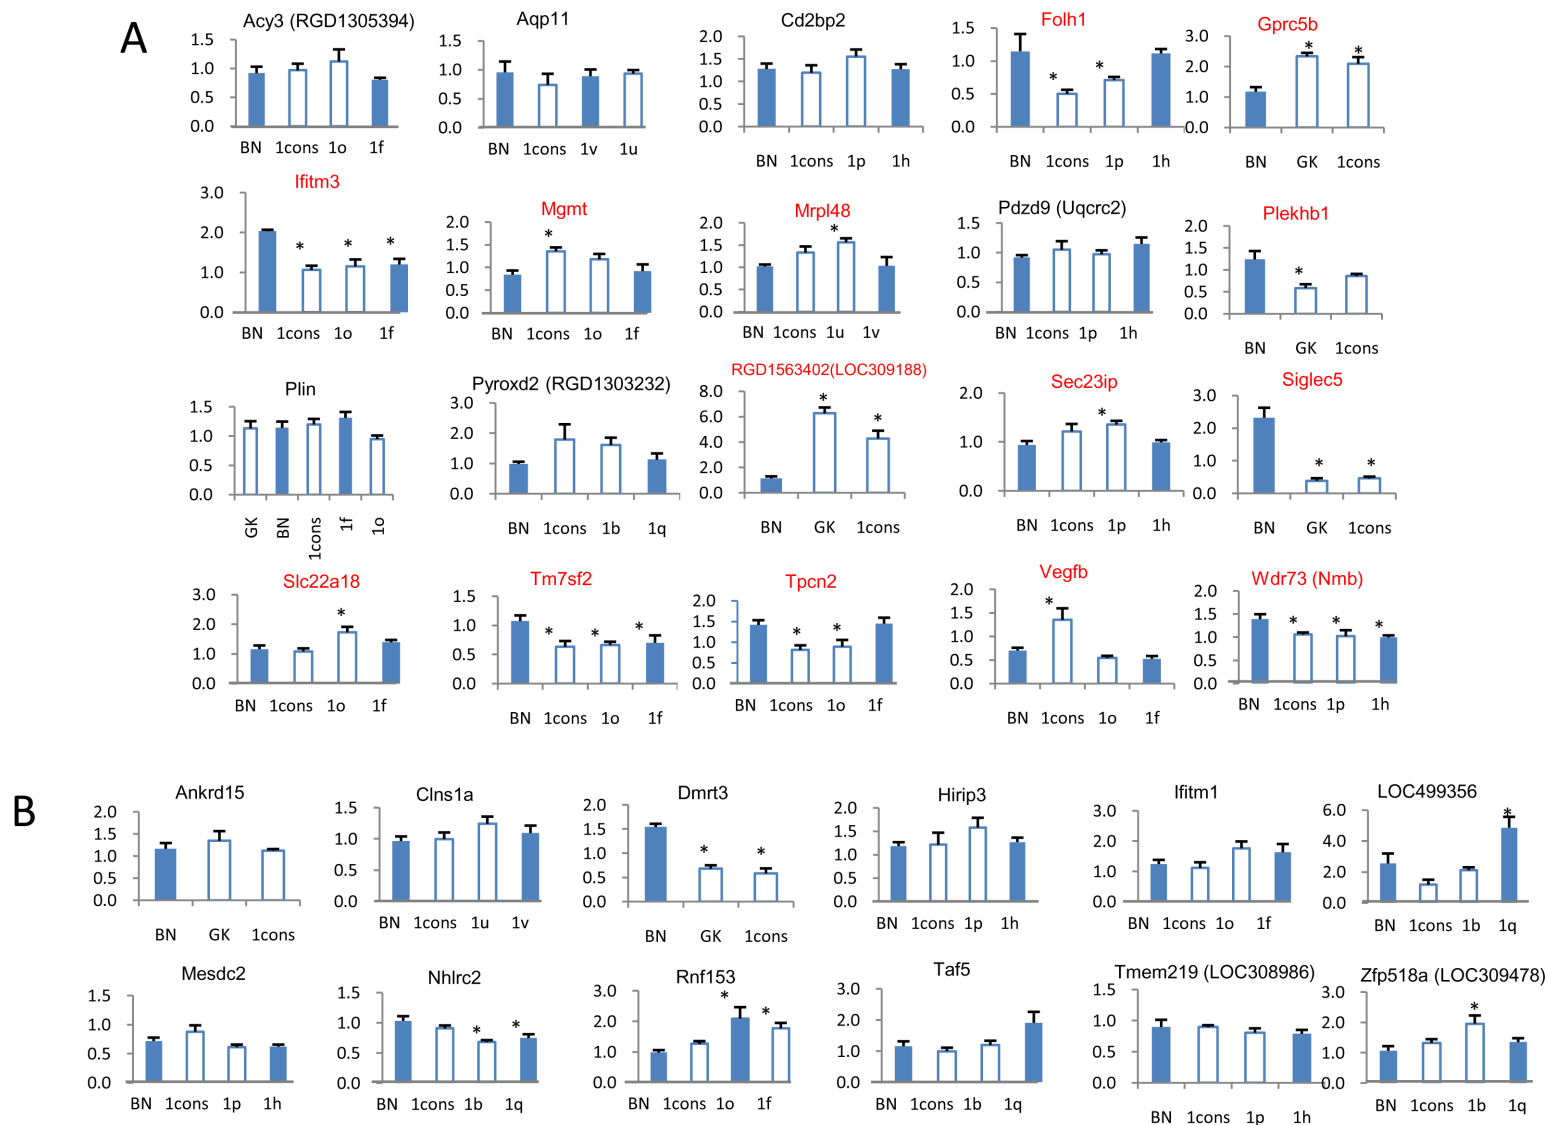 A
Acy3 (RGD1305394)
1.5
1.0
0.5
0.0
BN 1cons 1o 1f
Aqp11
1.5
1.0
0.5
0.0
BN 1cons 1v 1u
Cd2bp2
2.0
1.5
1.0
0.5
0.0
BN 1cons 1p 1h
Folh1
1.5
1.0
0.5
0.0
* *
BN 1cons 1p 1h
Gprc5b
3.0
2.0
1.0
0.0
* *
BN GK 1cons
Ifitm3
3.0
2.0
1.0
0.0
* * *
BN 1cons 1o 1f
Mgmt
2.0
1.5
1.0
0.5
0.0
*
BN 1cons 1o 1f
Mrpl48
2.0
1.5
1.0
0.5
0.0
*
BN 1cons 1u 1v
Pdzd9 (Uqcrc2)
1.5
1.0
0.5
0.0
BN 1cons 1p 1h
Plekhb1
2.0
1.5
1.0
0.5
0.0
*
BN GK 1cons
Plin
1.5
1.0
0.5
0.0
GK BN 1cons 1f 1o
Pyroxd2 (RGD1303232)
3.0
2.0
1.0
0.0
BN 1cons 1b 1q
RGD1563402(LOC309188)
8.0
6.0
4.0
2.0
0.0
* *
BN GK 1cons
Sec23ip
2.0
1.0
0.0
*
BN 1cons 1p 1h
Siglec5
3.0
2.0
1.0
0.0
* *
BN GK 1cons
Slc22a18
3.0
2.0
1.0
0.0
*
BN 1cons 1o 1f
Tm7sf2
1.5
1.0
0.5
0.0
* * *
BN 1cons 1o 1f
Tpcn2
2.0
1.5
1.0
0.5
0.0
* *
BN 1cons 1o 1f
Vegfb
2.0
1.5
1.0
0.5
0.0
*
BN 1cons 1o 1f
Wdr73 (Nmb)
2.0
1.5
1.0
0.5
0.0
* * *
BN 1cons 1p 1h
B
Ankrd15
2.0
1.5
1.0
0.5
0.0
BN GK 1cons
Clns1a
1.5
1.0
0.5
0.0
BN 1cons 1u 1v
Dmrt3
2.0
1.5
1.0
0.5
0.0
* *
BN GK 1cons
Hirip3
2.0
1.5
1.0
0.5
0.0
BN 1cons 1p 1h
Ifitm1
3.0
2.0
1.0
0.0
BN 1cons 1o 1f
LOC499356
6.0
4.0
2.0
0.0
*
BN 1cons 1b 1q
Mesdc2
1.5
1.0
0.5
0.0
BN 1cons 1p 1h
Nhlrc2
1.5
1.0
0.5
0.0
* *
BN 1cons 1b 1q
Rnf153
3.0
2.0
1.0
0.0
* *
BN 1cons 1o 1f
Taf5
3.0
2.0
1.0
0.0
BN 1cons 1b 1q
Tmem219 (LOC308986)
1.5
1.0
0.5
0.0
BN 1cons 1p 1h
Zfp518a (LOC309478)
3.0
2.0
1.0
0.0
*
BN 1cons 1b 1q